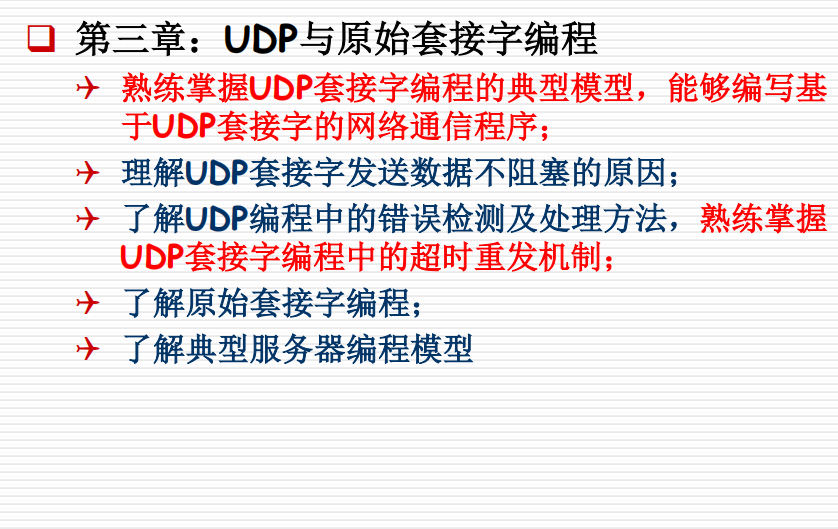 第三章：UDP与原始套接字编程
熟练掌握UDP套接字编程的典型模型，能够编写基
于UDP套接字的网络通信程序；
理解UDP套接字发送数据不阻塞的原因；
了解UDP编程中的错误检测及处理方法，熟练掌握
UDP套接字编程中的超时重发机制；
了解原始套接字编程；
了解典型服务器编程模型